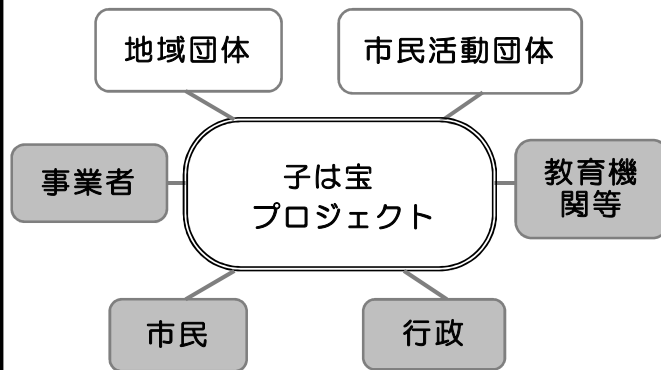 地域団体
市民活動団体
事業者
子は宝
プロジェクト
教育機
関等
市民
行政